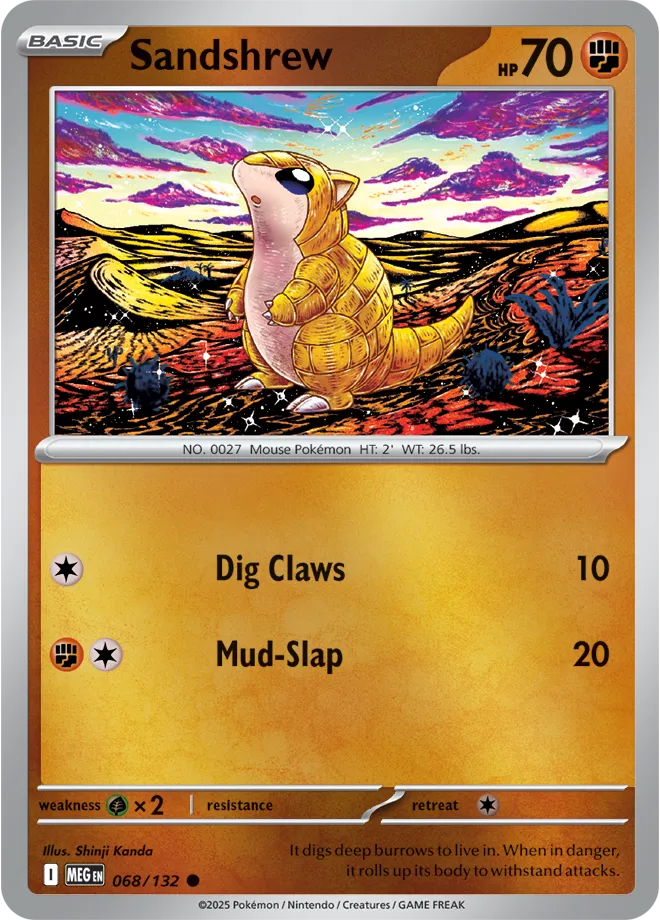 BASIC Sandshrew HP 70
NO. 0027 Mouse Pokémon HT: 2' WT: 26.5 lbs.
Dig Claws 10
Mud-Slap 20
weakness × 2 resistance retreat
Illus. Shinji Kanda
It digs deep burrows to live in. When in danger,
it rolls up its body to withstand attacks.
I MEG EN 068/132
©2025 Pokémon / Nintendo / Creatures / GAME FREAK